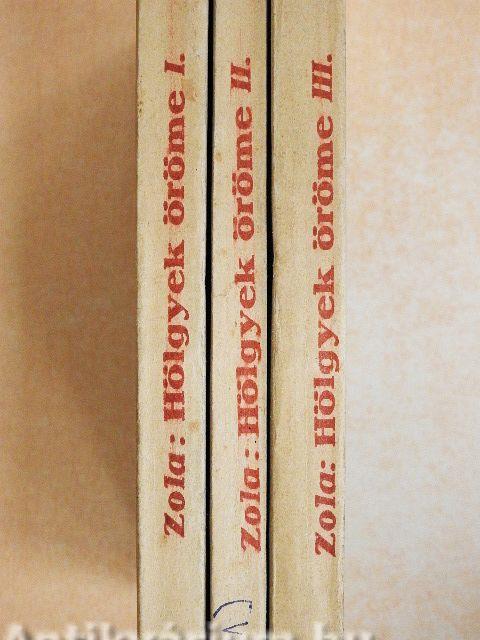 Zola: Hölgyek öröme I.
Zola: Hölgyek öröme II.
Zola: Hölgyek öröme III.